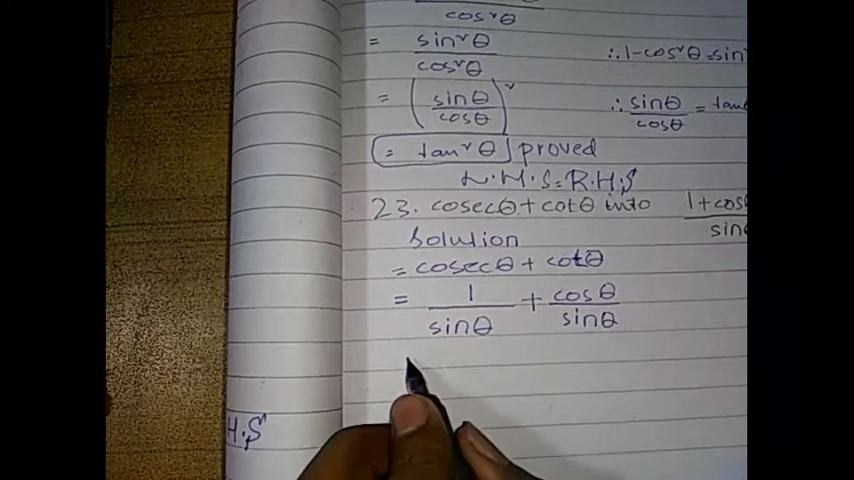 cos²θ
= sin²θ
cos²θ
∴ 1-cos²θ = sin
= (sinθ
cosθ)²
∴ sinθ
cosθ = tan
= tan²θ proved
L.H.S = R.H.S
23. cosecθ + cotθ into 1+cos
sin
Solution
= cosecθ + cotθ
= 1
sinθ + cosθ
sinθ
H.S